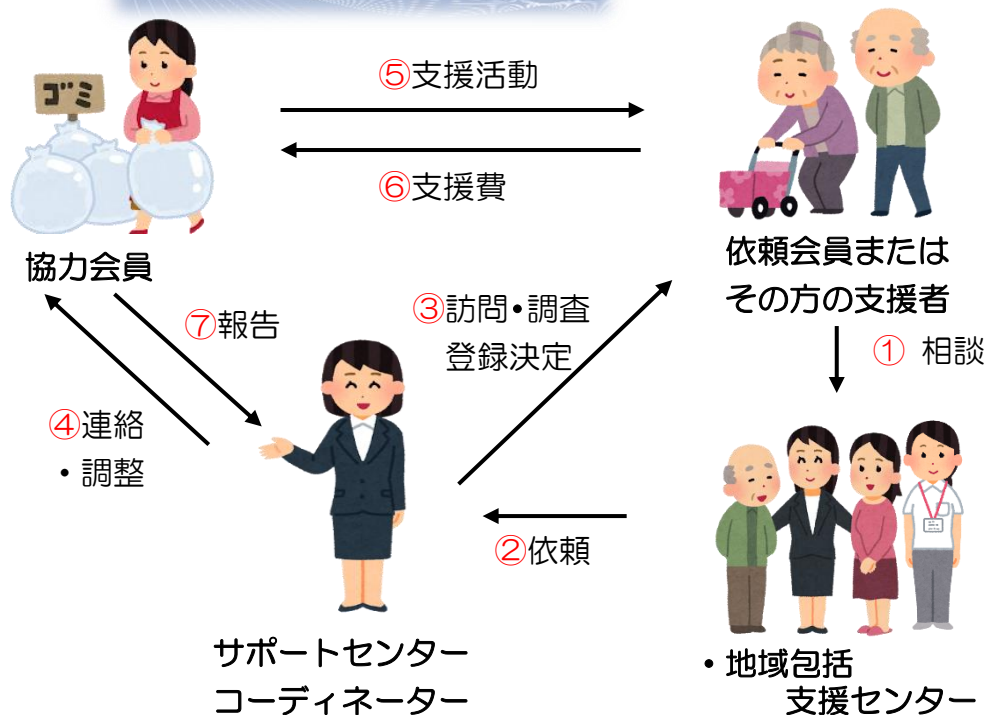 ゴミ
⑤支援活動
⑥支援費
協力会員
依頼会員または
その方の支援者
⑦報告
③訪問・調査
登録決定
① 相談
④連絡
・調整
②依頼
サポートセンター
コーディネーター
・地域包括
支援センター